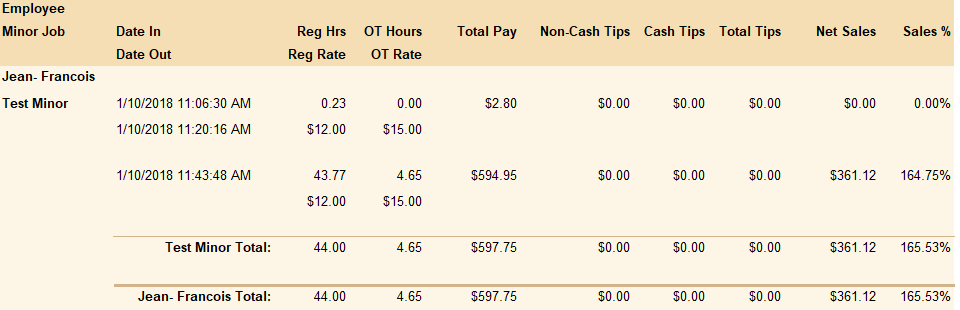 Employee
Minor Job Date In Reg Hrs OT Hours Total Pay Non-Cash Tips Cash Tips Total Tips Net Sales Sales %
Date Out Reg Rate OT Rate
Jean- Francois
Test Minor 1/10/2018 11:06:30 AM 0.23 0.00 $2.80 $0.00 $0.00 $0.00 $0.00 0.00%
1/10/2018 11:20:16 AM $12.00 $15.00
1/10/2018 11:43:48 AM 43.77 4.65 $594.95 $0.00 $0.00 $0.00 $361.12 164.75%
$12.00 $15.00
Test Minor Total: 44.00 4.65 $597.75 $0.00 $0.00 $0.00 $361.12 165.53%
Jean- Francois Total: 44.00 4.65 $597.75 $0.00 $0.00 $0.00 $361.12 165.53%